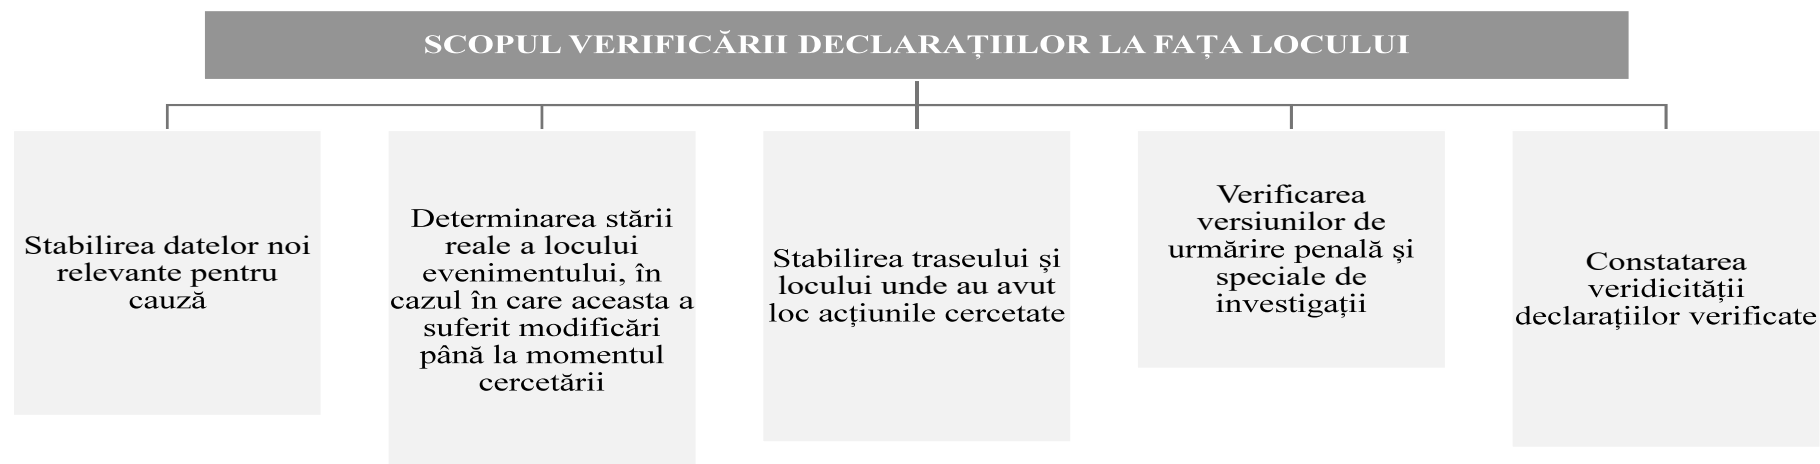 SCOPUL VERIFICĂRII DECLARAȚIILOR LA FAȚA LOCULUI
Stabilirea datelor noi
relevante pentru
cauză
Determinarea stării
reale a locului
evenimentului, în
cazul în care aceasta a
suferit modificări
până la momentul
cercetării
Stabilirea traseului și
locului unde au avut
loc acțiunile cercetate
Verificarea
versiunilor de
urmărire penală și
speciale de
investigații
Constatarea
veridicității
declarațiilor verificate